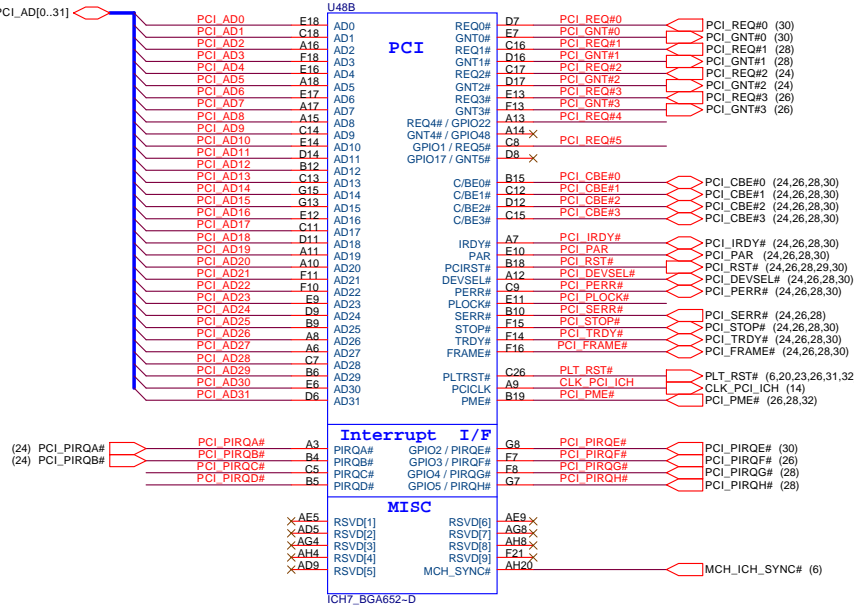 U48B
PCI_AD[0..31]
PCI
PCI_AD0 E18 AD0 REQ0# D7 PCI_REQ#0 PCI_REQ#0 (30)
PCI_AD1 C18 AD1 GNT0# E7 PCI_GNT#0 PCI_GNT#0 (30)
PCI_AD2 A16 AD2 REQ1# C16 PCI_REQ#1 PCI_REQ#1 (28)
PCI_AD3 F18 AD3 GNT1# D16 PCI_GNT#1 PCI_GNT#1 (28)
PCI_AD4 E16 AD4 REQ2# C17 PCI_REQ#2 PCI_REQ#2 (24)
PCI_AD5 A18 AD5 GNT2# D17 PCI_GNT#2 PCI_GNT#2 (24)
PCI_AD6 E17 AD6 REQ3# E13 PCI_REQ#3 PCI_REQ#3 (26)
PCI_AD7 A17 AD7 GNT3# F13 PCI_GNT#3 PCI_GNT#3 (26)
PCI_AD8 A15 AD8 REQ4# / GPIO22 A13 PCI_REQ#4
PCI_AD9 C14 AD9 GNT4# / GPIO48 A14
PCI_AD10 E14 AD10 GPIO1 / REQ5# C8 PCI_REQ#5
PCI_AD11 D14 AD11 GPIO17 / GNT5# D8
PCI_AD12 B12 AD12
PCI_AD13 C13 AD13 C/BE0# B15 PCI_CBE#0 PCI_CBE#0 (24,26,28,30)
PCI_AD14 G15 AD14 C/BE1# C12 PCI_CBE#1 PCI_CBE#1 (24,26,28,30)
PCI_AD15 G13 AD15 C/BE2# D12 PCI_CBE#2 PCI_CBE#2 (24,26,28,30)
PCI_AD16 E12 AD16 C/BE3# C15 PCI_CBE#3 PCI_CBE#3 (24,26,28,30)
PCI_AD17 C11 AD17
PCI_AD18 D11 AD18 IRDY# A7 PCI_IRDY# PCI_IRDY# (24,26,28,30)
PCI_AD19 A11 AD19 PAR E10 PCI_PAR PCI_PAR (24,26,28,30)
PCI_AD20 A10 AD20 PCIRST# B18 PCI_RST# PCI_RST# (24,26,28,29,30)
PCI_AD21 F11 AD21 DEVSEL# A12 PCI_DEVSEL# PCI_DEVSEL# (24,26,28,30)
PCI_AD22 F10 AD22 PERR# C9 PCI_PERR# PCI_PERR# (24,26,28,30)
PCI_AD23 E9 AD23 PLOCK# E11 PCI_PLOCK#
PCI_AD24 D9 AD24 SERR# B10 PCI_SERR# PCI_SERR# (24,26,28)
PCI_AD25 B9 AD25 STOP# F15 PCI_STOP# PCI_STOP# (24,26,28,30)
PCI_AD26 A8 AD26 TRDY# F14 PCI_TRDY# PCI_TRDY# (24,26,28,30)
PCI_AD27 A6 AD27 FRAME# F16 PCI_FRAME# PCI_FRAME# (24,26,28,30)
PCI_AD28 C7 AD28
PCI_AD29 B6 AD29 PLTRST# C26 PLT_RST# PLT_RST# (6,20,23,26,31,32
PCI_AD30 E6 AD30 PCICLK A9 CLK_PCI_ICH CLK_PCI_ICH (14)
PCI_AD31 D6 AD31 PME# B19 PCI_PME# PCI_PME# (26,28,32)
Interrupt I/F
(24) PCI_PIRQA# PCI_PIRQA# A3 PIRQA# GPIO2 / PIRQE# G8 PCI_PIRQE# PCI_PIRQE# (30)
(24) PCI_PIRQB# PCI_PIRQB# B4 PIRQB# GPIO3 / PIRQF# F7 PCI_PIRQF# PCI_PIRQF# (26)
PCI_PIRQC# C5 PIRQC# GPIO4 / PIRQG# F8 PCI_PIRQG# PCI_PIRQG# (28)
PCI_PIRQD# B5 PIRQD# GPIO5 / PIRQH# G7 PCI_PIRQH# PCI_PIRQH# (28)
MISC
AE5 RSVD[1] RSVD[6] AE9
AD5 RSVD[2] RSVD[7] AG8
AG4 RSVD[3] RSVD[8] AH8
AH4 RSVD[4] RSVD[9] F21
AD9 RSVD[5] MCH_SYNC# AH20 MCH_ICH_SYNC# (6)
ICH7_BGA652~D